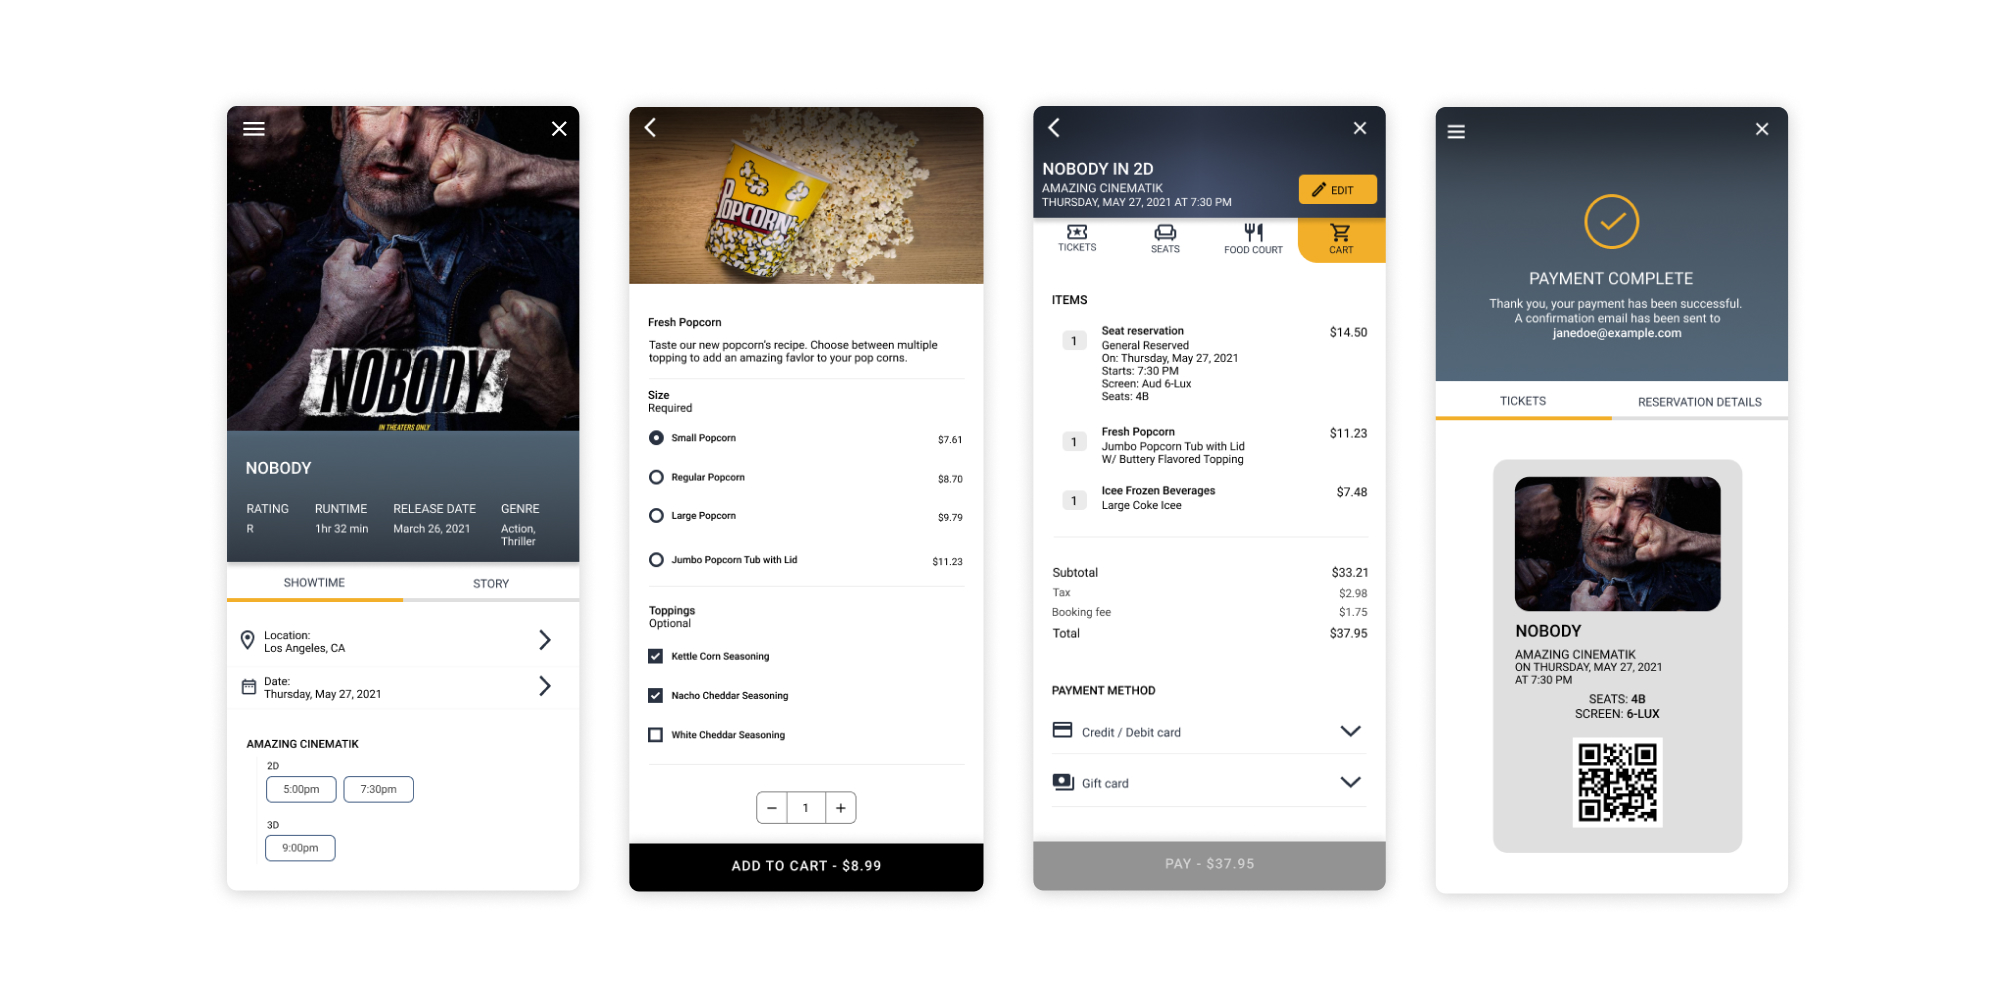 NOBODY
IN THEATERS ONLY
NOBODY
RATING RUNTIME RELEASE DATE GENRE
R 1hr 32 min March 26, 2021 Action,
Thriller
SHOWTIME STORY
Location:
Los Angeles, CA
Date:
Thursday, May 27, 2021
AMAZING CINEMATIK
2D
5:00pm 7:30pm
3D
9:00pm
POPCORN
Fresh Popcorn
Taste our new popcorn's recipe. Choose between multiple
topping to add an amazing favlor to your pop corns.
Size
Required
Small Popcorn $7.61
Regular Popcorn $8.70
Large Popcorn $9.79
Jumbo Popcorn Tub with Lid $11.23
Toppings
Optional
Kettle Corn Seasoning
Nacho Cheddar Seasoning
White Cheddar Seasoning
− 1 +
ADD TO CART - $8.99
NOBODY IN 2D
AMAZING CINEMATIK
THURSDAY, MAY 27, 2021 AT 7:30 PM
EDIT
TICKETS SEATS FOOD COURT CART
ITEMS
1 Seat reservation $14.50
General Reserved
On: Thursday, May 27, 2021
Starts: 7:30 PM
Screen: Aud 6-Lux
Seats: 4B
1 Fresh Popcorn $11.23
Jumbo Popcorn Tub with Lid
W/ Buttery Flavored Topping
1 Icee Frozen Beverages $7.48
Large Coke Icee
Subtotal $33.21
Tax $2.98
Booking fee $1.75
Total $37.95
PAYMENT METHOD
Credit / Debit card
Gift card
PAY - $37.95
PAYMENT COMPLETE
Thank you, your payment has been successful.
A confirmation email has been sent to
janedoe@example.com
TICKETS RESERVATION DETAILS
NOBODY
AMAZING CINEMATIK
ON THURSDAY, MAY 27, 2021
AT 7:30 PM
SEATS: 4B
SCREEN: 6-LUX